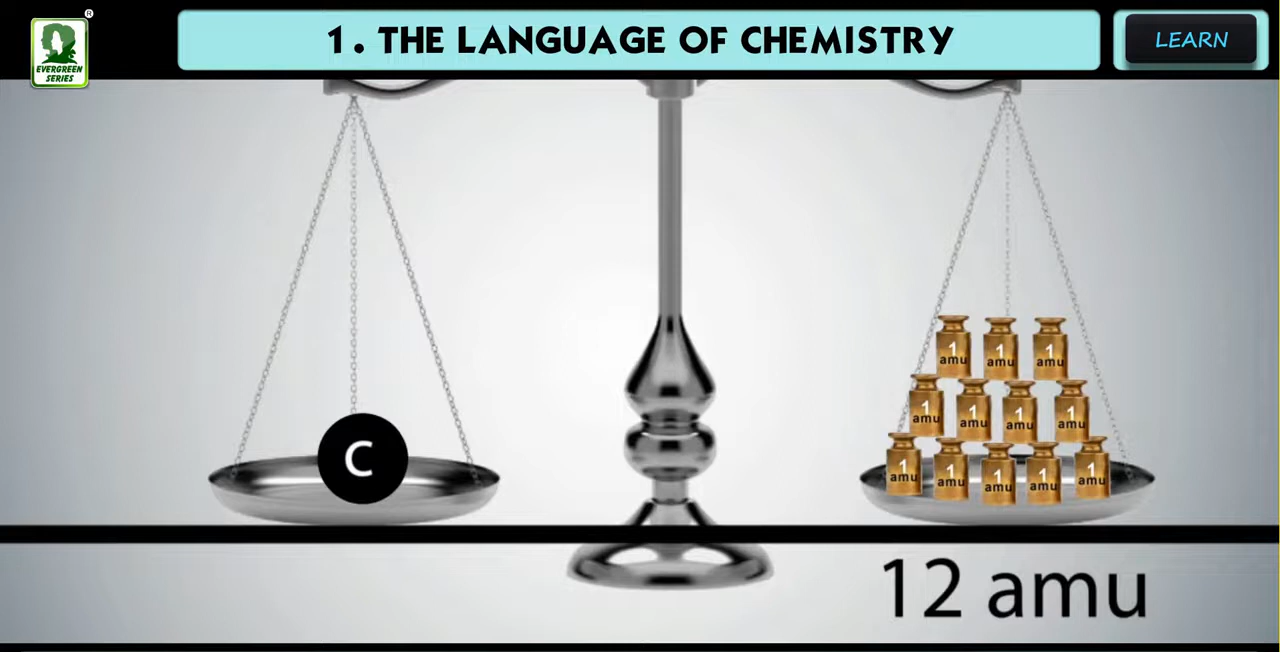 ®
EVERGREEN
SERIES
1. THE LANGUAGE OF CHEMISTRY
LEARN
C
1 amu 1 amu 1 amu
1 amu 1 amu 1 amu 1 amu
1 amu 1 amu 1 amu 1 amu 1 amu
12 amu